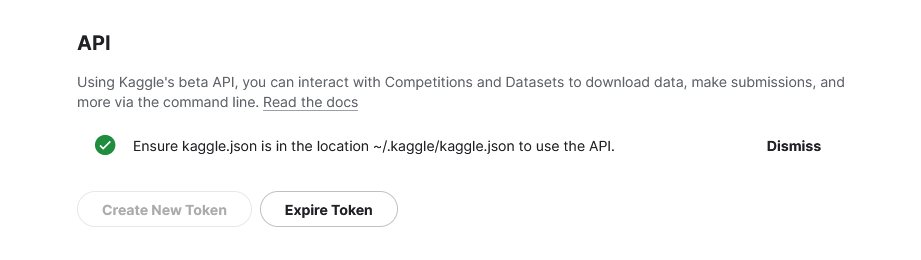 API
Using Kaggle's beta API, you can interact with Competitions and Datasets to download data, make submissions, and
more via the command line. Read the docs
Ensure kaggle.json is in the location ~/.kaggle/kaggle.json to use the API. Dismiss
Create New Token Expire Token